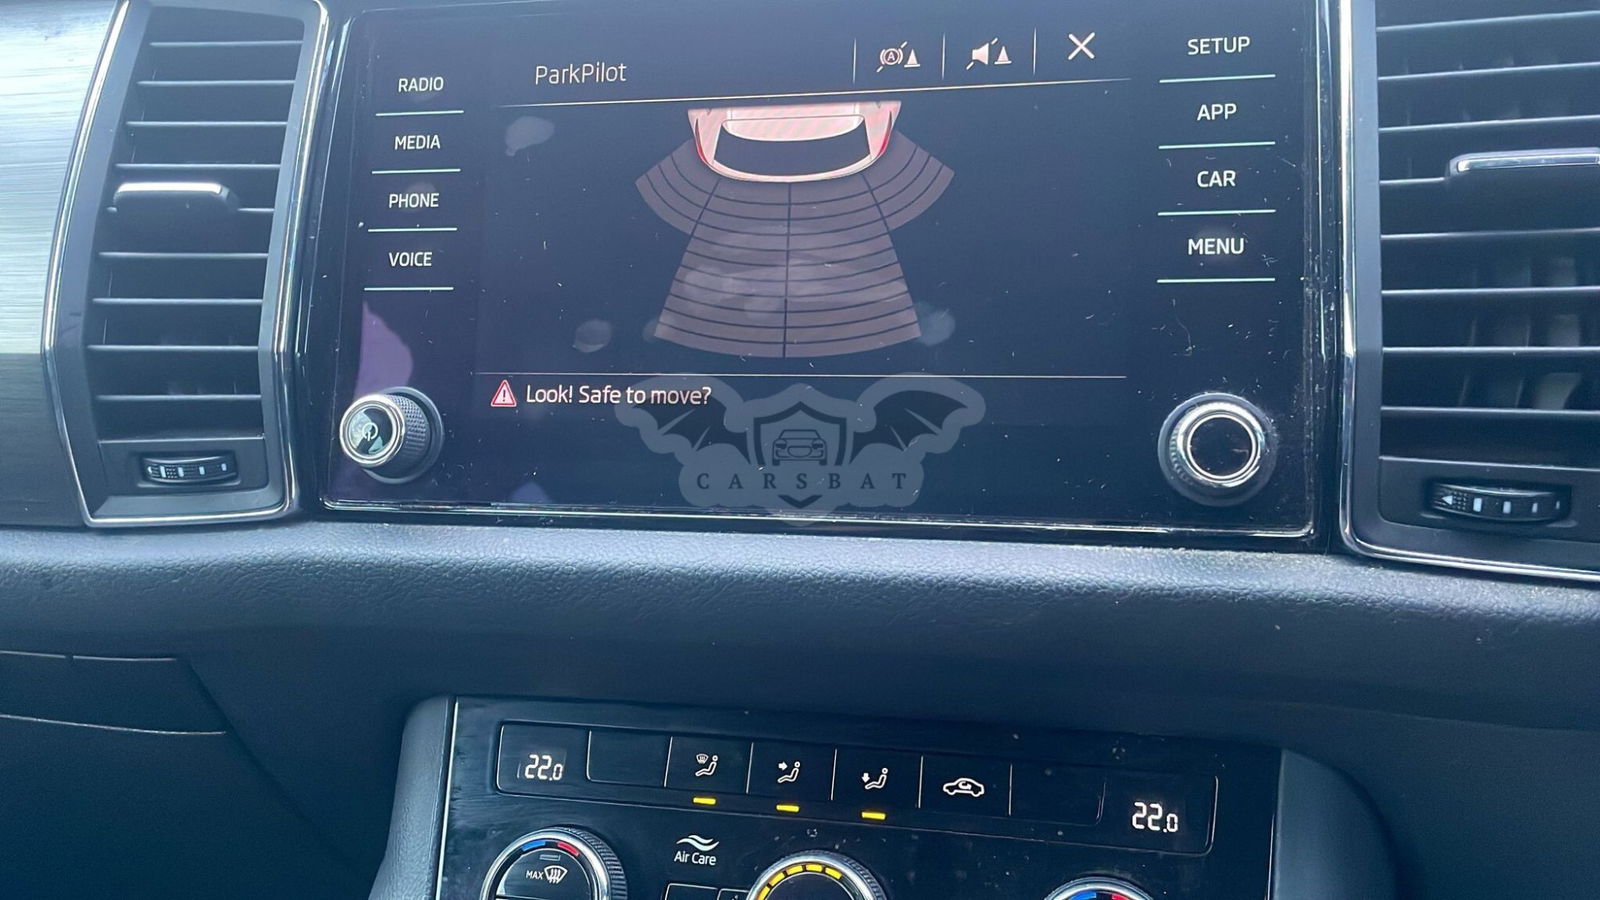 ParkPilot
RADIO
MEDIA
PHONE
VOICE
SETUP
APP
CAR
MENU
Look! Safe to move?
CARSBAT
22.0
22.0
Air Care
MAX